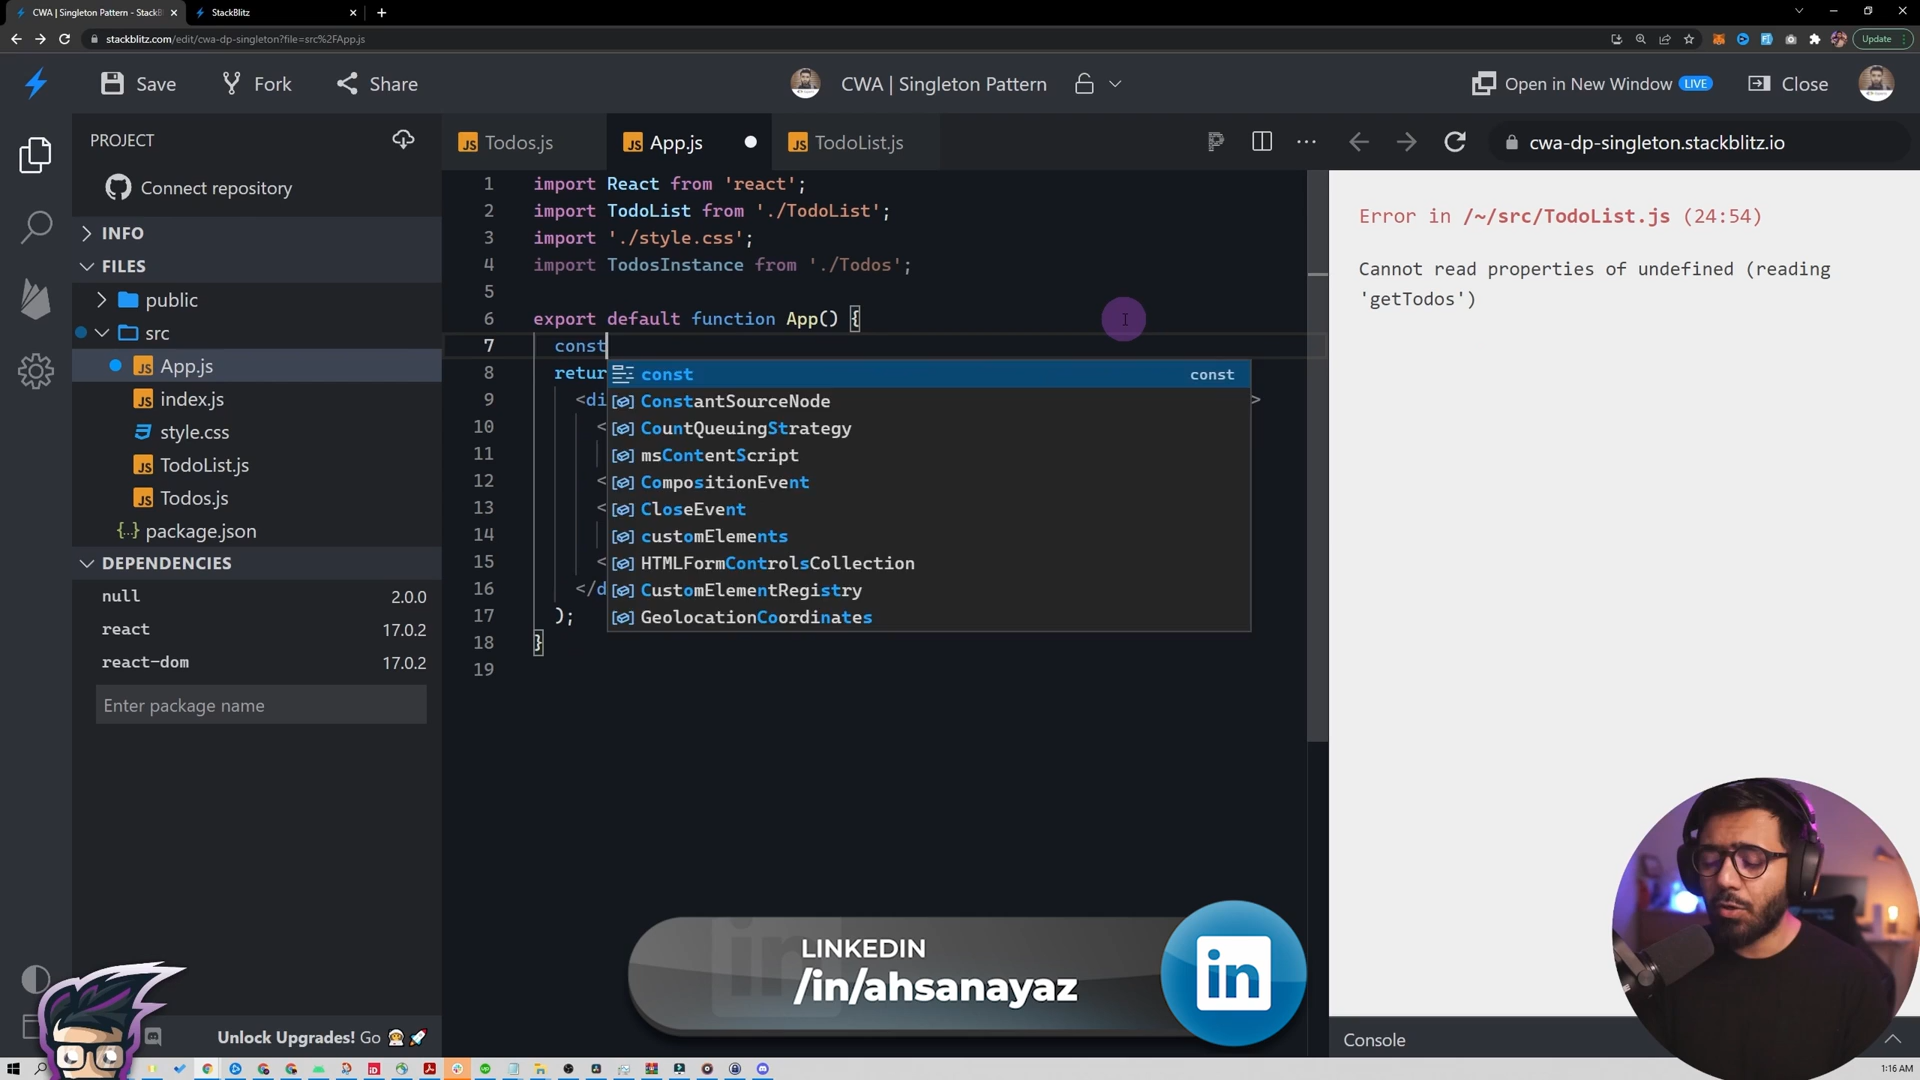 CWA | Singleton Pattern - StackB
StackBlitz
stackblitz.com/edit/cwa-dp-singleton?file=src%2FApp.js
Update
Save
Fork
Share
CWA | Singleton Pattern
Open in New Window
LIVE
Close
PROJECT
Connect repository
INFO
FILES
public
src
JS App.js
JS index.js
style.css
JS TodoList.js
JS Todos.js
{..} package.json
DEPENDENCIES
null 2.0.0
react 17.0.2
react-dom 17.0.2
Enter package name
Unlock Upgrades! Go
JS Todos.js
JS App.js
JS TodoList.js
1 import React from 'react';
2 import TodoList from './TodoList';
3 import './style.css';
4 import TodosInstance from './Todos';
5
6 export default function App() {
7 const
8 retur
9 <di >
10 <
11
12 <
13 <
14
15 <
16 </d
17 );
18 }
19
const const
ConstantSourceNode
CountQueuingStrategy
msContentScript
CompositionEvent
CloseEvent
customElements
HTMLFormControlsCollection
CustomElementRegistry
GeolocationCoordinates
cwa-dp-singleton.stackblitz.io
Error in /~/src/TodoList.js (24:54)
Cannot read properties of undefined (reading
'getTodos')
Console
LINKEDIN
/in/ahsanayaz
in
1:16 AM